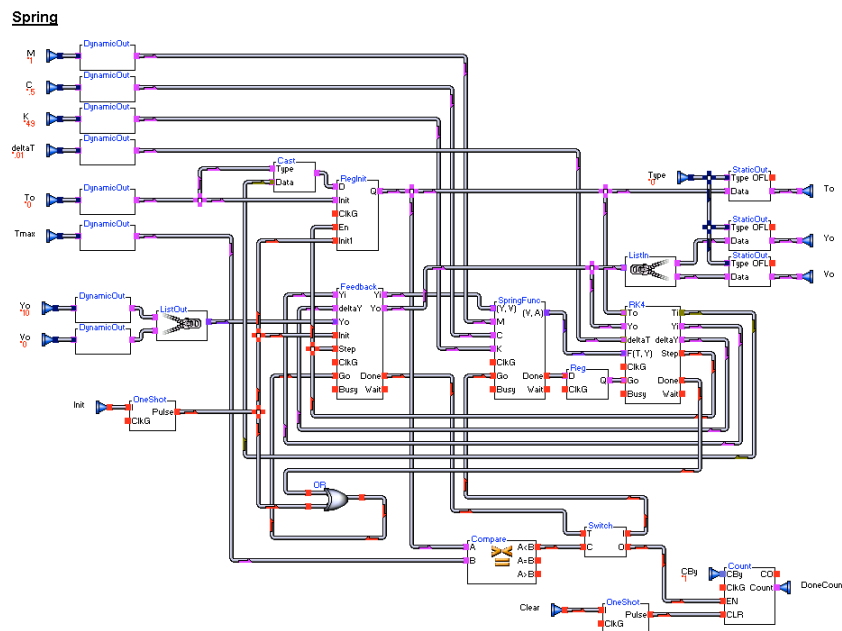 Spring
M
1
DynamicOut
C
.5
DynamicOut
K
49
DynamicOut
deltaT
.01
DynamicOut
To
0
DynamicOut
Tmax
DynamicOut
Cast
Type
Data
RegInit
D Q
Init
ClkG
En
Init1
Type
0
StaticOut
Type OFL
Data
To
StaticOut
Type OFL
Data
Yo
StaticOut
Type OFL
Data
Vo
ListIn
Yo
10
DynamicOut
Vo
0
DynamicOut
ListOut
Feedback
Yi Yi
deltaY Yo
Yo
Init
Step
ClkG
Go Done
Busy Wait
SpringFunc
(Y, V) (V, A)
M
C
K
ClkG
Go Done
Busy Wait
Reg
D Q
ClkG
RK4
To Ti
Yo Yi
deltaT deltaY
F(T, Y) Step
ClkG
Go Done
Busy Wait
Init
OneShot
I Pulse
ClkG
OR
Compare
A A<B
B A=B
A>B
Switch
T I
C O
CBy
1
Count
CBy CO
ClkG Count
EN
CLR
DoneCoun
Clear
OneShot
I Pulse
ClkG